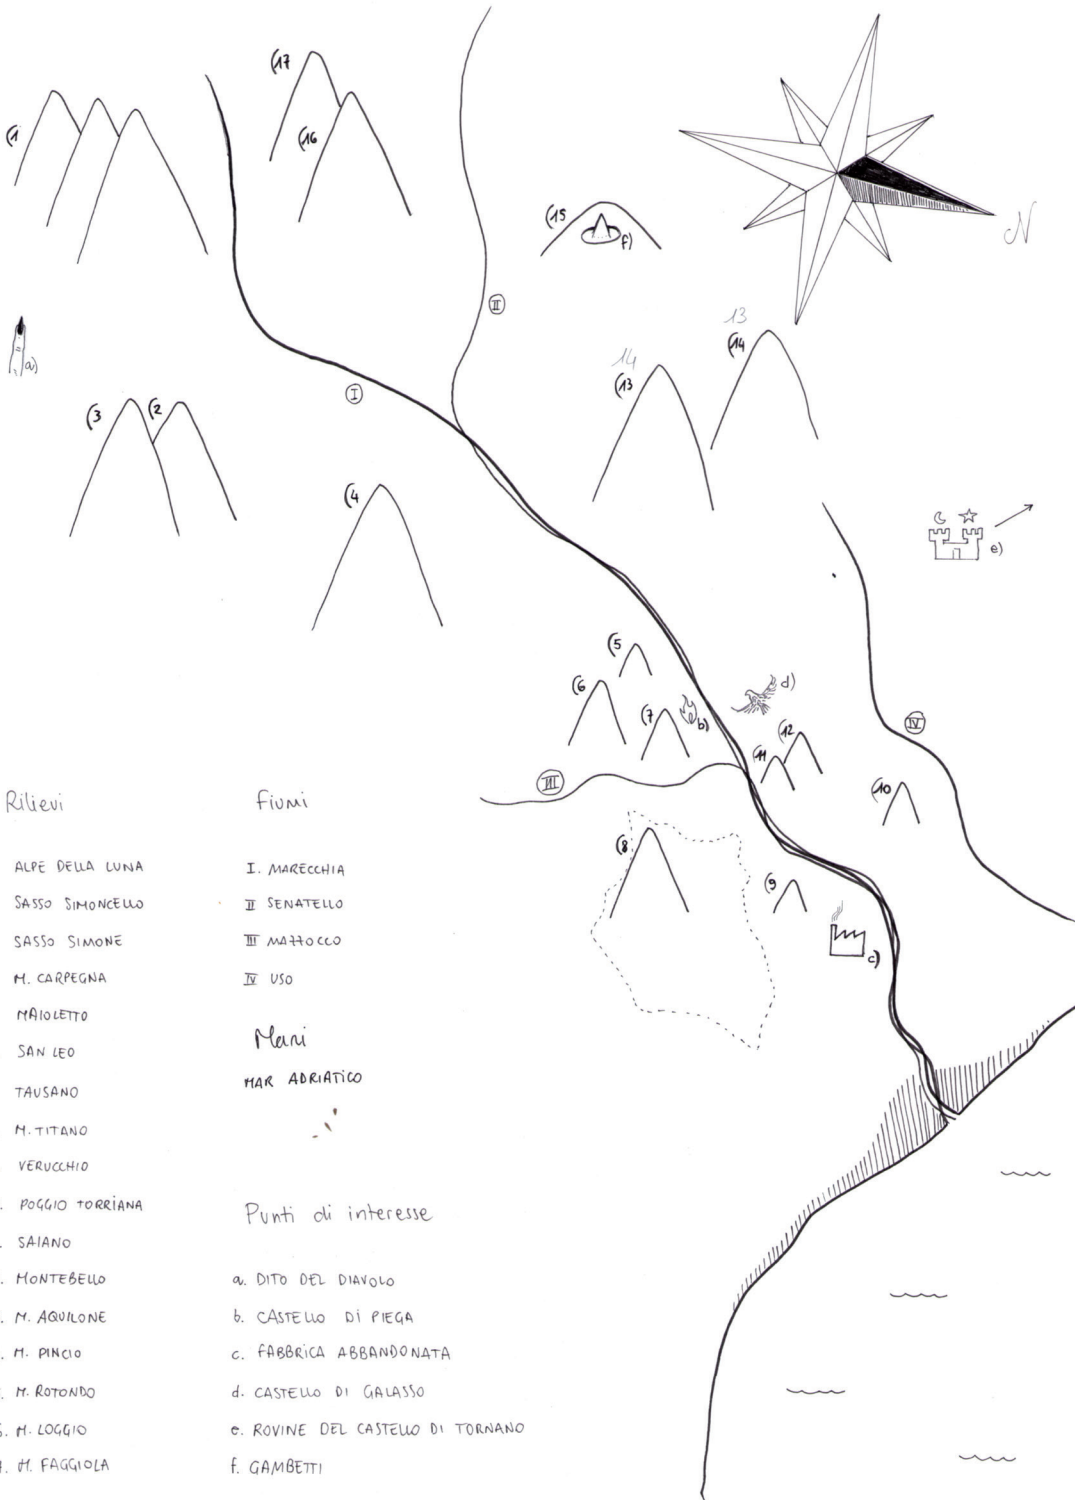 (17
(1
(16
N
(15
f)
II
13
(14
a)
14
(13
I
(3
(2
(4
e)
(5
(6
d)
(7
b)
IV
(12
(11
III
(10
(8
(9
c)
Rilievi
ALPE DELLA LUNA
SASSO SIMONCELLO
SASSO SIMONE
M. CARPEGNA
MAIOLETTO
SAN LEO
TAUSANO
M. TITANO
VERUCCHIO
. POGGIO TORRIANA
. SAIANO
. MONTEBELLO
. M. AQUILONE
. M. PINCIO
. M. ROTONDO
. M. LOGGIO
. M. FAGGIOLA
Fiumi
I. MARECCHIA
II SENATELLO
III MAZZOCCO
IV USO
Mari
MAR ADRIATICO
Punti di interesse
a. DITO DEL DIAVOLO
b. CASTELLO DI PIEGA
c. FABBRICA ABBANDONATA
d. CASTELLO DI GALASSO
e. ROVINE DEL CASTELLO DI TORNANO
f. GAMBETTI